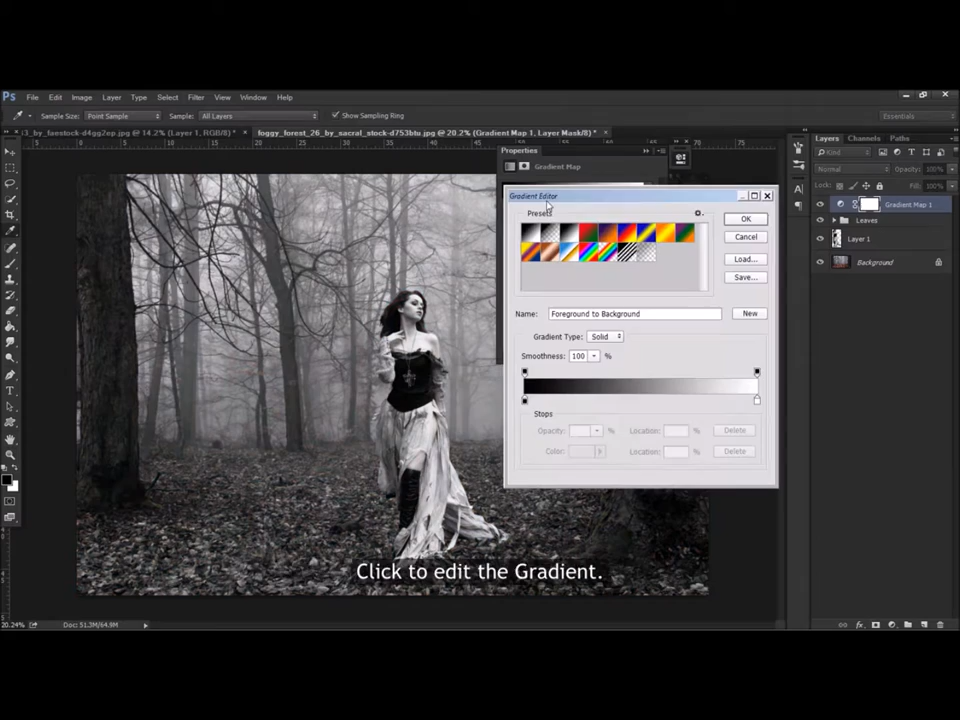 Ps File Edit Image Layer Type Select Filter View Window Help
Sample Size: Point Sample Sample: All Layers Show Sampling Ring Essentials
i3_by_faestock-d4gg2ep.jpg @ 14.2% (Layer 1, RGB/8) * × foggy_forest_26_by_sacral_stock-d753btu.jpg @ 20.2% (Gradient Map 1, Layer Mask/8) * ×
Properties
Gradient Map
Gradient Editor
Presets
OK
Cancel
Load...
Save...
Name: Foreground to Background New
Gradient Type: Solid
Smoothness: 100 %
Stops
Opacity: % Location: % Delete
Color: Location: % Delete
Layers Channels Paths
Kind
Normal Opacity: 100%
Lock: Fill: 100%
Gradient Map 1
Leaves
Layer 1
Background
Click to edit the Gradient.
20.24% Doc: 51.3M/64.9M